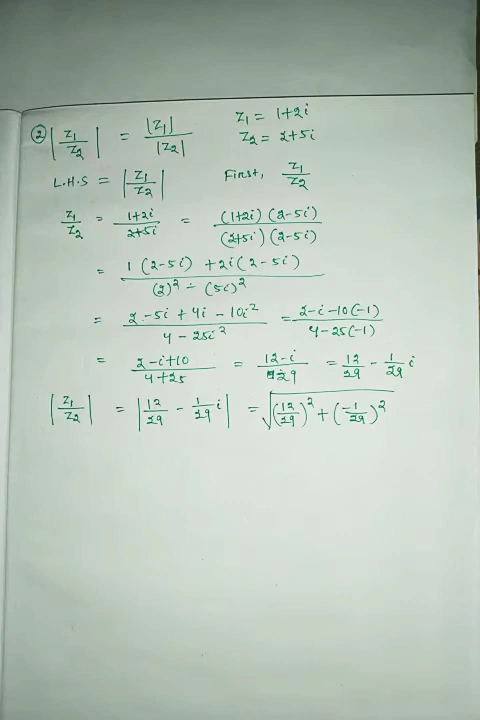 ② |z₁/z₂| = |z₁|/|z₂|   z₁ = 1+2i
z₂ = 2+5i
L.H.S = |z₁/z₂|   First, z₁/z₂
z₁/z₂ = (1+2i)/(2+5i) = (1+2i)(2-5i)/(2+5i)(2-5i)
= 1(2-5i) + 2i(2-5i)/(2)² - (5i)²
= 2-5i+4i-10i²/4-25i² = 2-i-10(-1)/4-25(-1)
= 2-i+10/4+25 = 12-i/29 = 12/29 - 1/29 i
|z₁/z₂| = |12/29 - 1/29 i| = √((12/29)² + (-1/29)²)